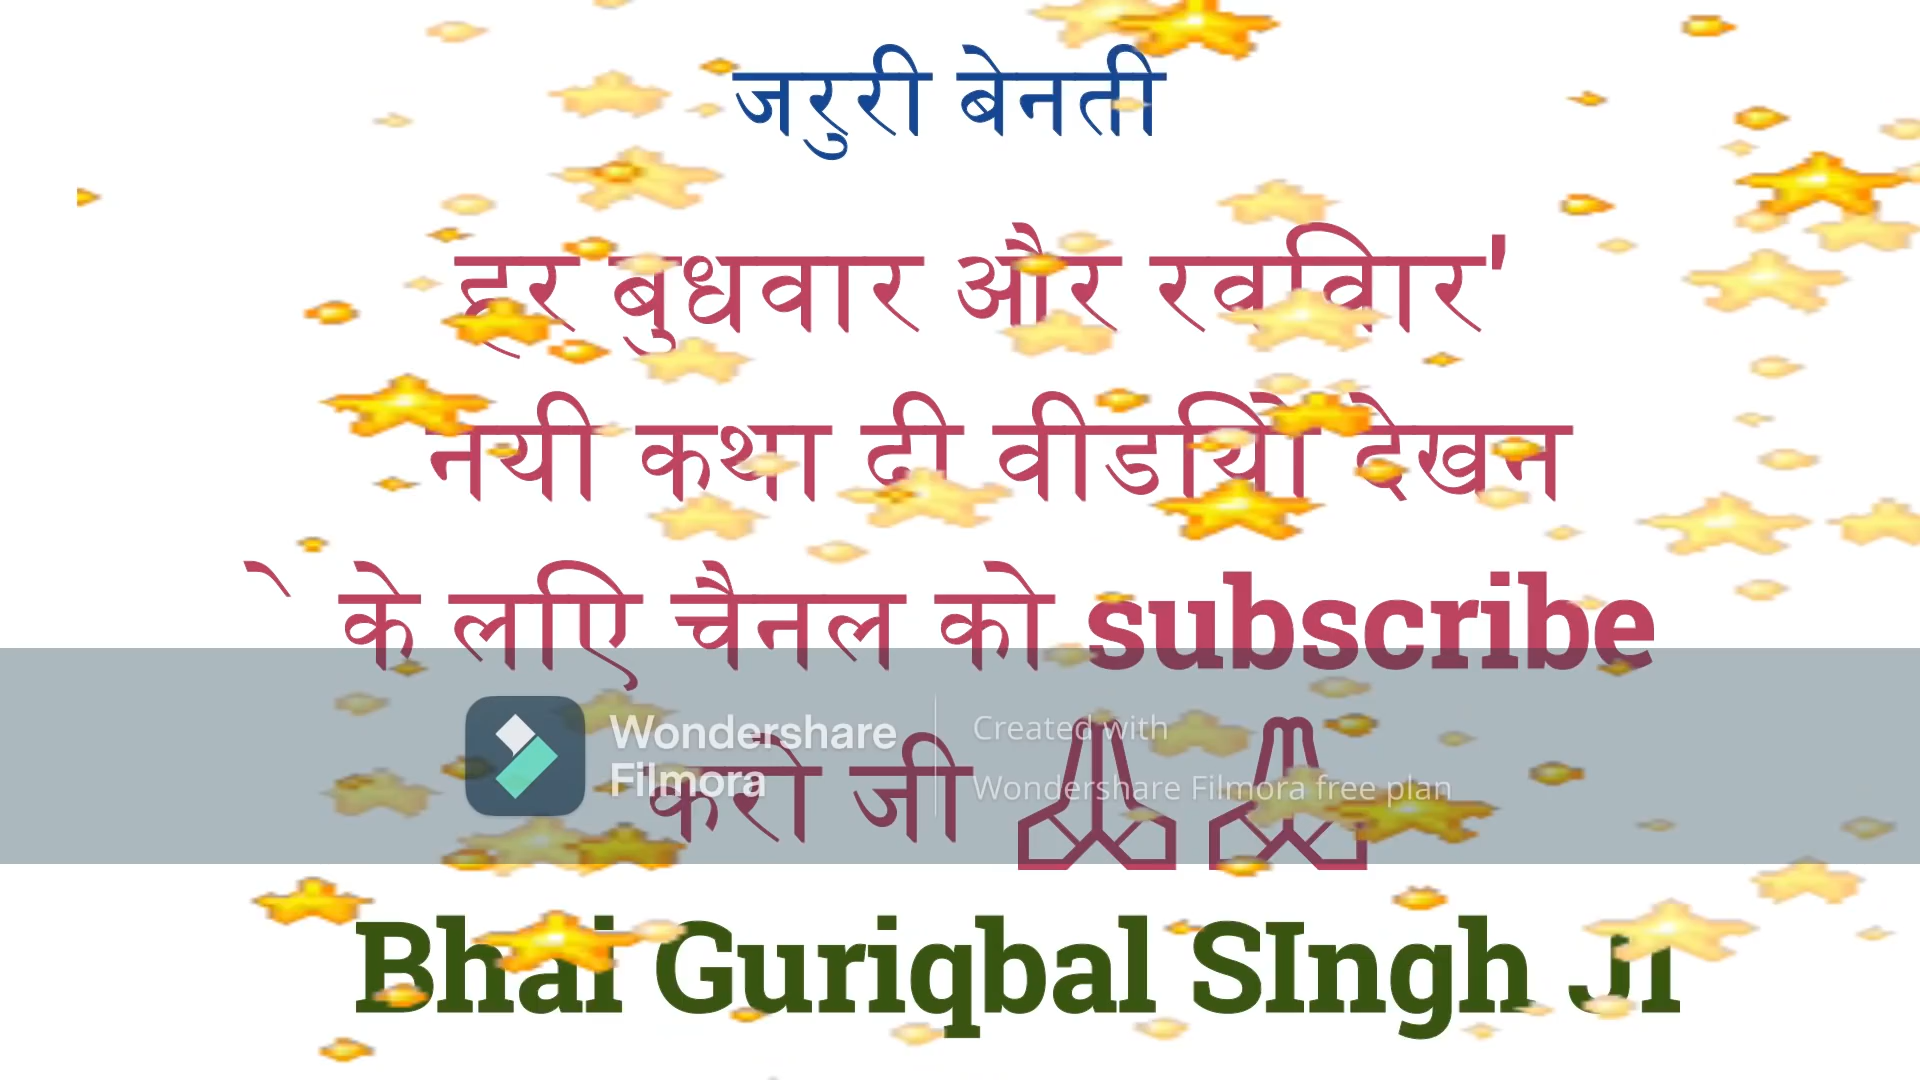 जरुरी बेनती
हर बुधवार और रविवार'
नयी कथा दी वीडियो देखन
े के लिए चैनल को subscribe
करो जी 🙏🙏
Wondershare
Filmora
Created with
Wondershare Filmora free plan
Bhai Guriqbal SIngh JI